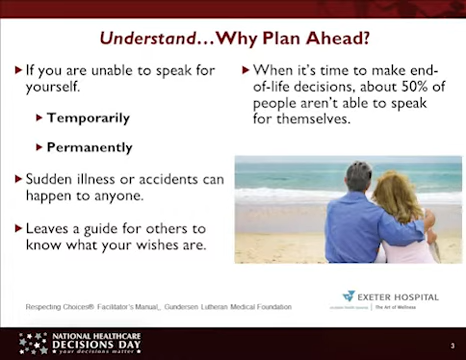 Understand…Why Plan Ahead?
If you are unable to speak for
yourself.
Temporarily
Permanently
Sudden illness or accidents can
happen to anyone.
Leaves a guide for others to
know what your wishes are.
When it's time to make end-
of-life decisions, about 50% of
people aren't able to speak
for themselves.
Respecting Choices® Facilitator's Manual,. Gundersen Lutheran Medical Foundation
EXETER HOSPITAL
The Art of Wellness
NATIONAL HEALTHCARE
DECISIONS DAY
your decisions matter
3